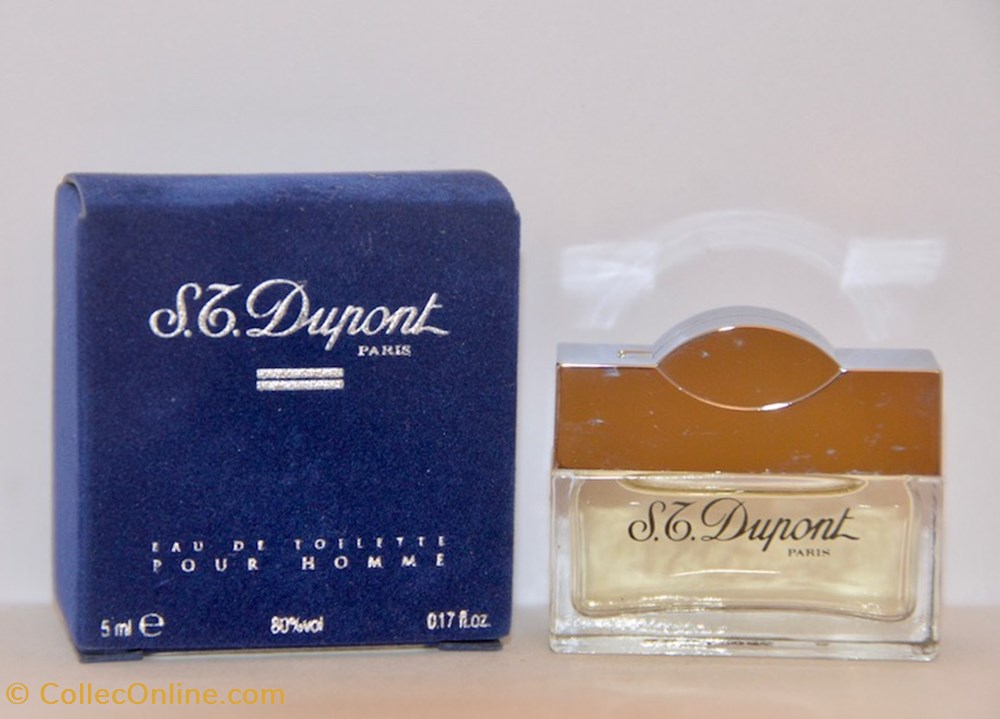 S.T. Dupont
PARIS
EAU DE TOILETTE
POUR HOMME
5 ml ℮ 80%vol 0.17 fl.oz.
S.T. Dupont
PARIS
© CollecOnline.com